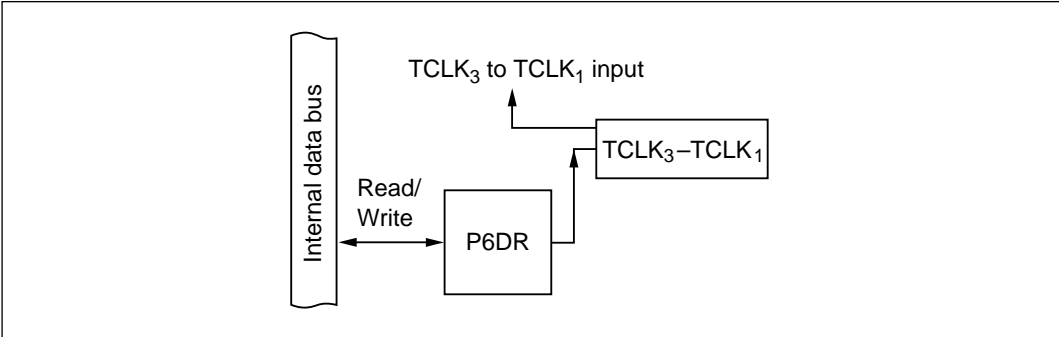 Internal data bus
TCLK₃ to TCLK₁ input
TCLK₃–TCLK₁
Read/
Write
P6DR